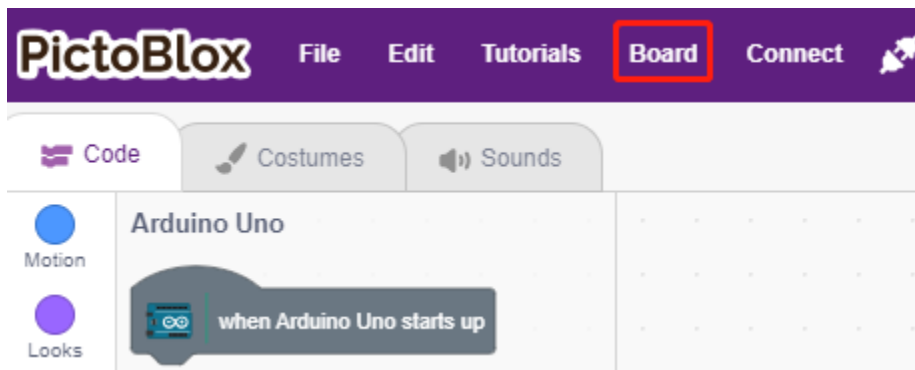 PictoBlox File Edit Tutorials Board Connect
Code Costumes Sounds
Motion
Looks
Arduino Uno
when Arduino Uno starts up